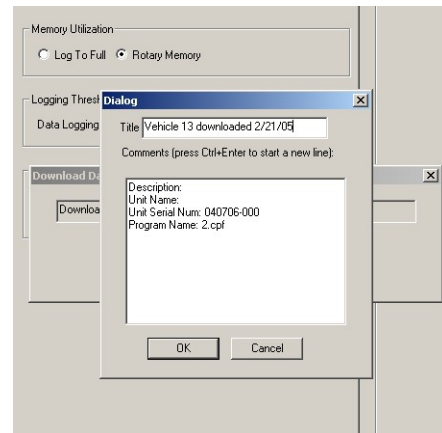 Memory Utilization
Log To Full Rotary Memory
Logging Thresh
Data Logging
Dialog
Title Vehicle 13 downloaded 2/21/05
Comments (press Ctrl+Enter to start a new line):
Download Da
Downloa
Description:
Unit Name:
Unit Serial Num: 040706-000
Program Name: 2.cpf
OK Cancel